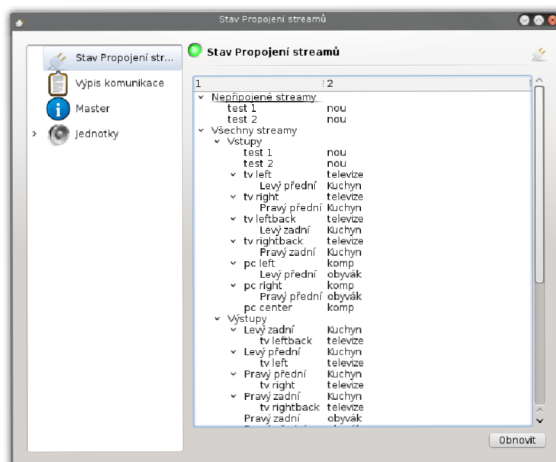 Stav Propojení streamů
Stav Propojení str...
Výpis komunikace
Master
Jednotky
Stav Propojení streamů
1 2
Nepřipojené streamy
test 1 nou
test 2 nou
Všechny streamy
Vstupy
test 1 nou
test 2 nou
tv left televize
Levý přední Kuchyn
tv right televize
Pravý přední Kuchyn
tv leftback televize
Levý zadní Kuchyn
tv rightback televize
Pravý zadní Kuchyn
pc left komp
Levý přední obyvák
pc right komp
Pravý přední obyvák
pc center komp
Výstupy
Levý zadní Kuchyn
tv leftback televize
Levý přední Kuchyn
tv left televize
Pravý přední Kuchyn
tv right televize
Pravý zadní Kuchyn
tv rightback televize
Pravý zadní obyvák
Obnovit